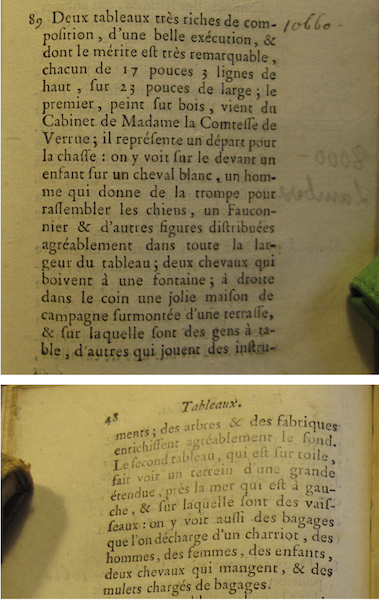 89 Deux tableaux très riches de com-
position, d'une belle exécution, &
dont le mérite est très remarquable,
chacun de 17 pouces 3 lignes de
haut, sur 23 pouces de large; le
premier, peint sur bois, vient du
Cabinet de Madame la Comtesse de
Verrue; il représente un départ pour
la chasse: on y voit sur le devant un
enfant sur un cheval blanc, un hom-
me qui donne de la trompe pour
rassembler les chiens, un Faucon-
nier & d'autres figures distribuées
agréablement dans toute la lar-
geur du tableau; deux chevaux qui
boivent à une fontaine; à droite
dans le coin une jolie maison de
campagne surmontée d'une terrasse,
& sur laquelle sont des gens à ta-
ble, d'autres qui jouent des instru-
10660-
48 Tableaux.
ments; des arbres & des fabriques
enrichissent agréablement le fond.
Le second tableau, qui est sur toile,
fait voir un terrein d'une grande
étendue, près la mer qui est à gau-
che, & sur laquelle sont des vais-
seaux: on y voit aussi des bagages
que l'on décharge d'un charriot, des
hommes, des femmes, des enfants,
deux chevaux qui mangent, & des
mulets chargés de bagages.